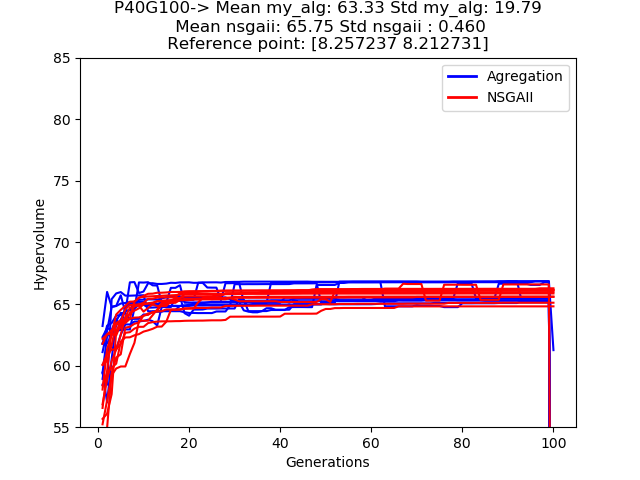 P40G100-> Mean my_alg: 63.33 Std my_alg: 19.79
Mean nsgaii: 65.75 Std nsgaii : 0.460
Reference point: [8.257237 8.212731]
85
Agregation
NSGAII
80
75
70
65
60
55
Hypervolume
0 20 40 60 80 100
Generations